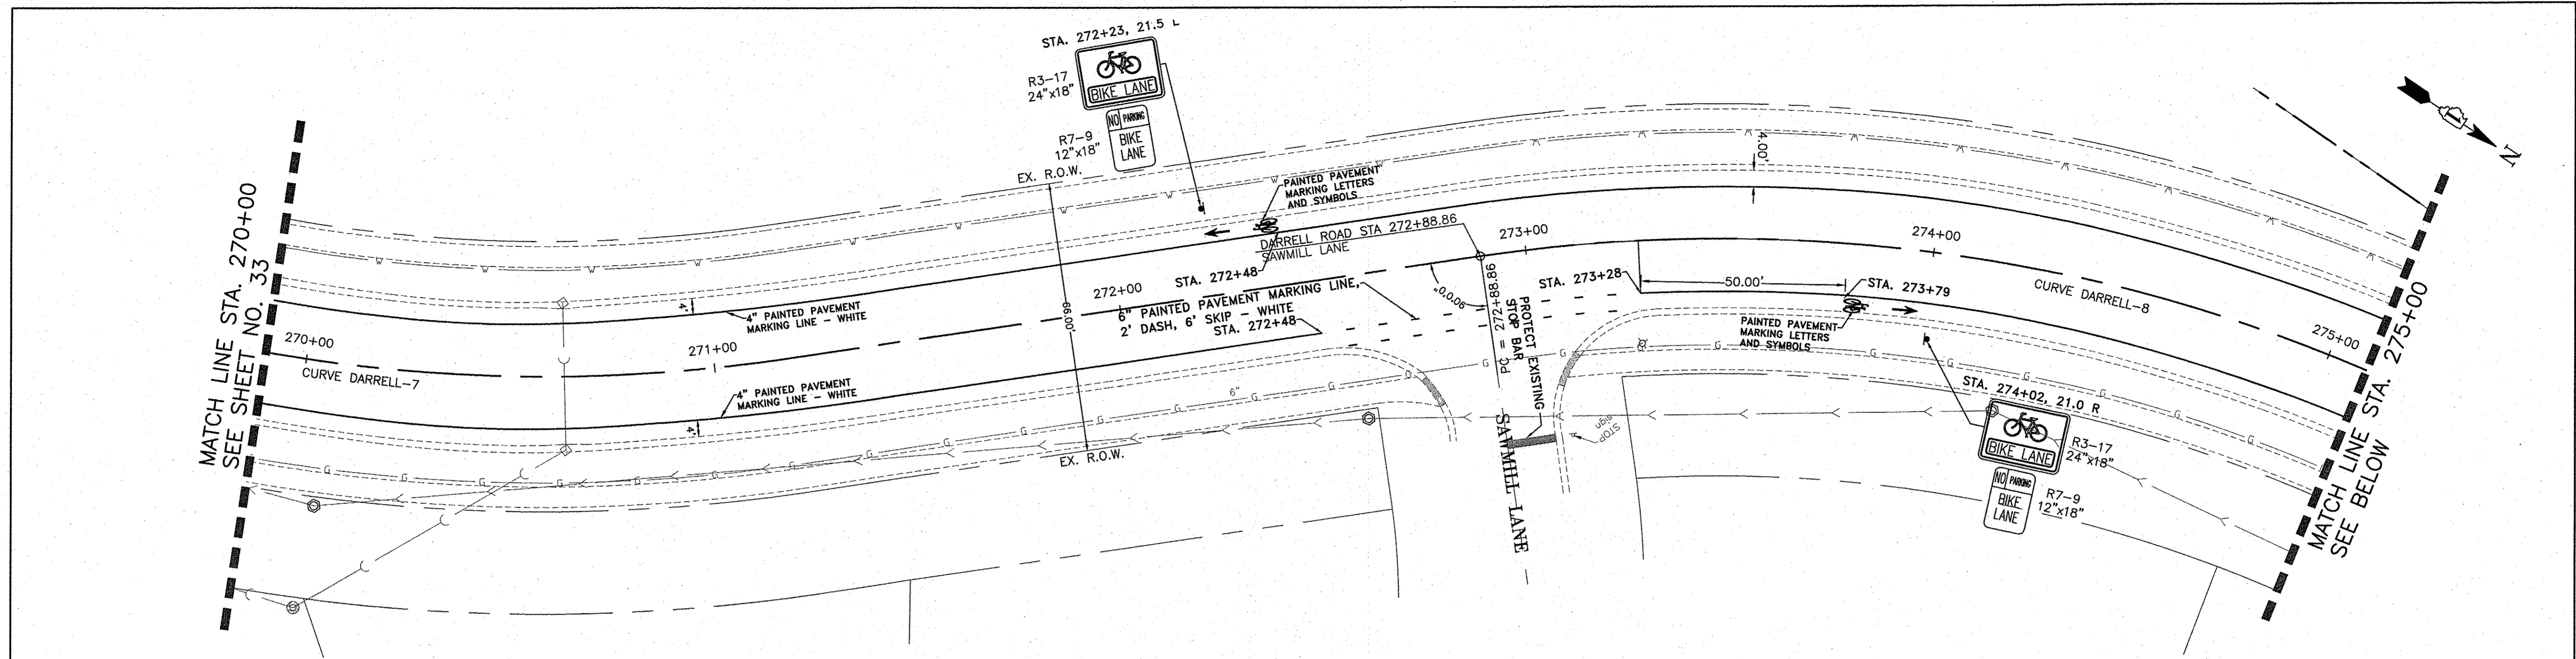 STA. 272+23, 21.5 L
R3-17
24"x18"
BIKE LANE
R7-9
12"x18"
NO PARKING
BIKE
LANE
EX. R.O.W.
PAINTED PAVEMENT
MARKING LETTERS
AND SYMBOLS
4.00'
N
MATCH LINE STA. 270+00
SEE SHEET NO. 33
DARRELL ROAD STA 272+88.86
SAWMILL LANE
STA. 272+48
273+00
274+00
4'
4" PAINTED PAVEMENT
MARKING LINE - WHITE
272+00
66.00'
6" PAINTED PAVEMENT MARKING LINE,
2' DASH, 6' SKIP - WHITE
STA. 272+48
90°0'0"
PC = 272+88.86
STA. 273+28
50.00'
STA. 273+79
CURVE DARRELL-8
PAINTED PAVEMENT
MARKING LETTERS
AND SYMBOLS
270+00
CURVE DARRELL-7
271+00
275+00
4" PAINTED PAVEMENT
MARKING LINE - WHITE
4'
6"
EX. R.O.W.
PROTECT EXISTING
STOP BAR
SAWMILL LANE
STOP
sign
STA. 274+02, 21.0 R
BIKE LANE
R3-17
24"x18"
NO PARKING
BIKE
LANE
R7-9
12"x18"
MATCH LINE STA. 275+00
SEE BELOW